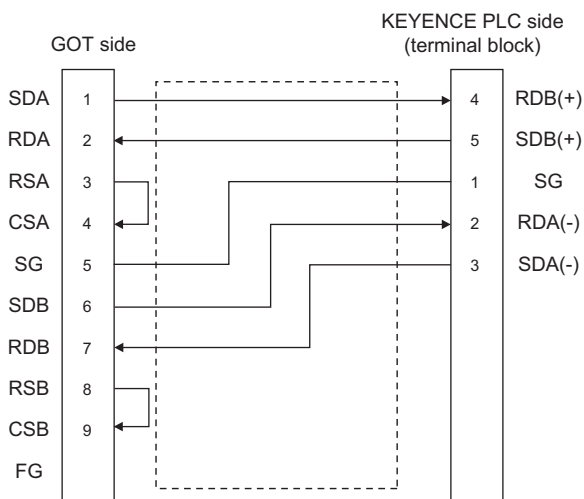 KEYENCE PLC side
(terminal block)
GOT side
SDA 1 4 RDB(+)
RDA 2 5 SDB(+)
RSA 3 1 SG
CSA 4 2 RDA(-)
SG 5 3 SDA(-)
SDB 6
RDB 7
RSB 8
CSB 9
FG